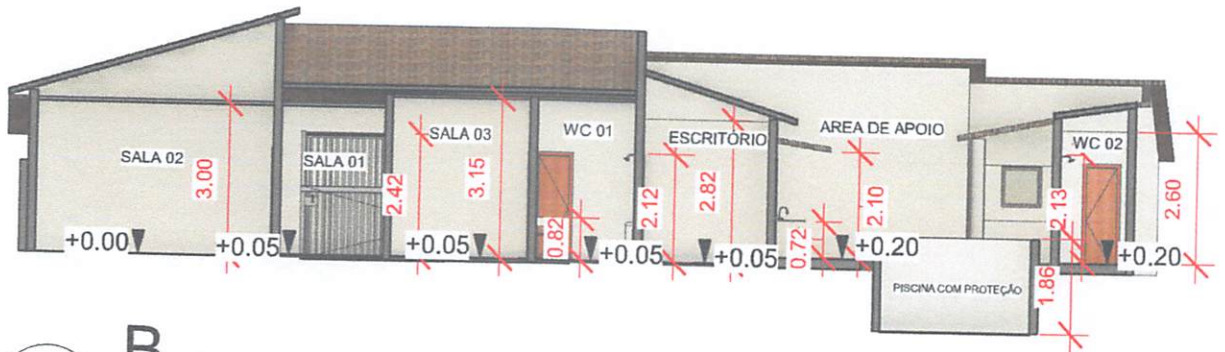 SALA 02
3.00
SALA 01
2.42
SALA 03
3.15
WC 01
0.82
2.12
ESCRITÓRIO
2.82
AREA DE APOIO
0.72
2.10
WC 02
2.13
2.60
1.86
PISCINA COM PROTEÇÃO
+0.00
+0.05
+0.05
+0.05
+0.05
+0.20
+0.20
B